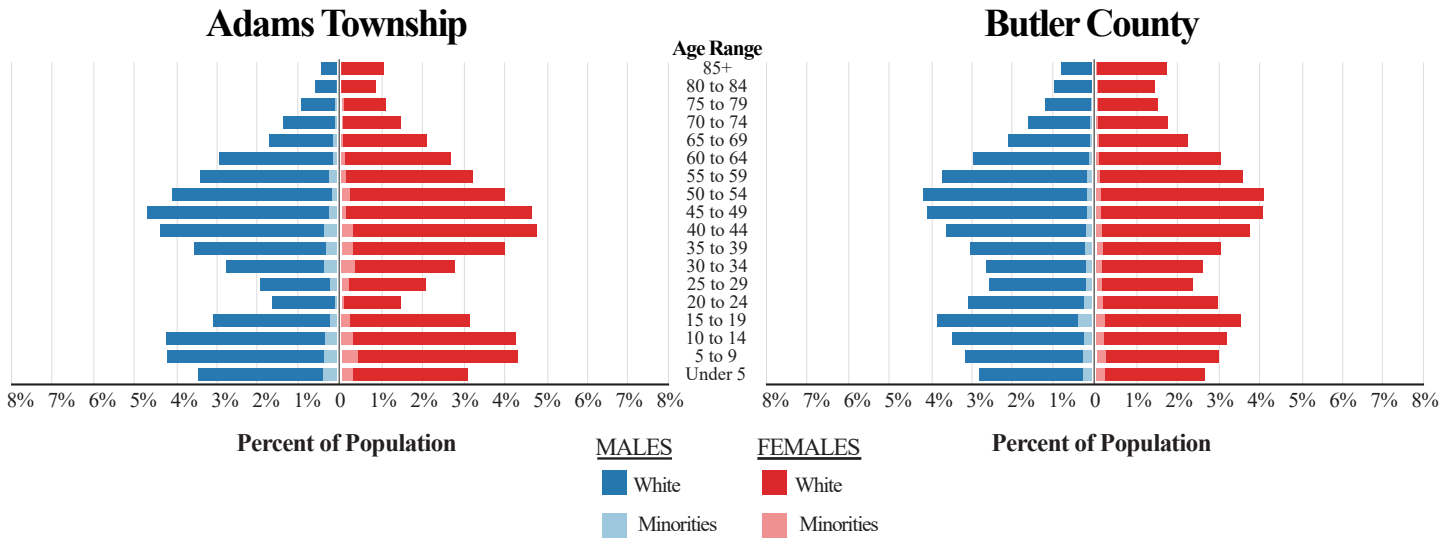 Adams Township
Butler County
Age Range
85+
80 to 84
75 to 79
70 to 74
65 to 69
60 to 64
55 to 59
50 to 54
45 to 49
40 to 44
35 to 39
30 to 34
25 to 29
20 to 24
15 to 19
10 to 14
5 to 9
Under 5
8% 7% 6% 5% 4% 2% 3% 1% 0 1% 2% 3% 4% 5% 6% 7% 8%
8% 7% 6% 5% 4% 2% 3% 1% 0 1% 2% 3% 4% 5% 6% 7% 8%
Percent of Population
Percent of Population
MALES
White
Minorities
FEMALES
White
Minorities